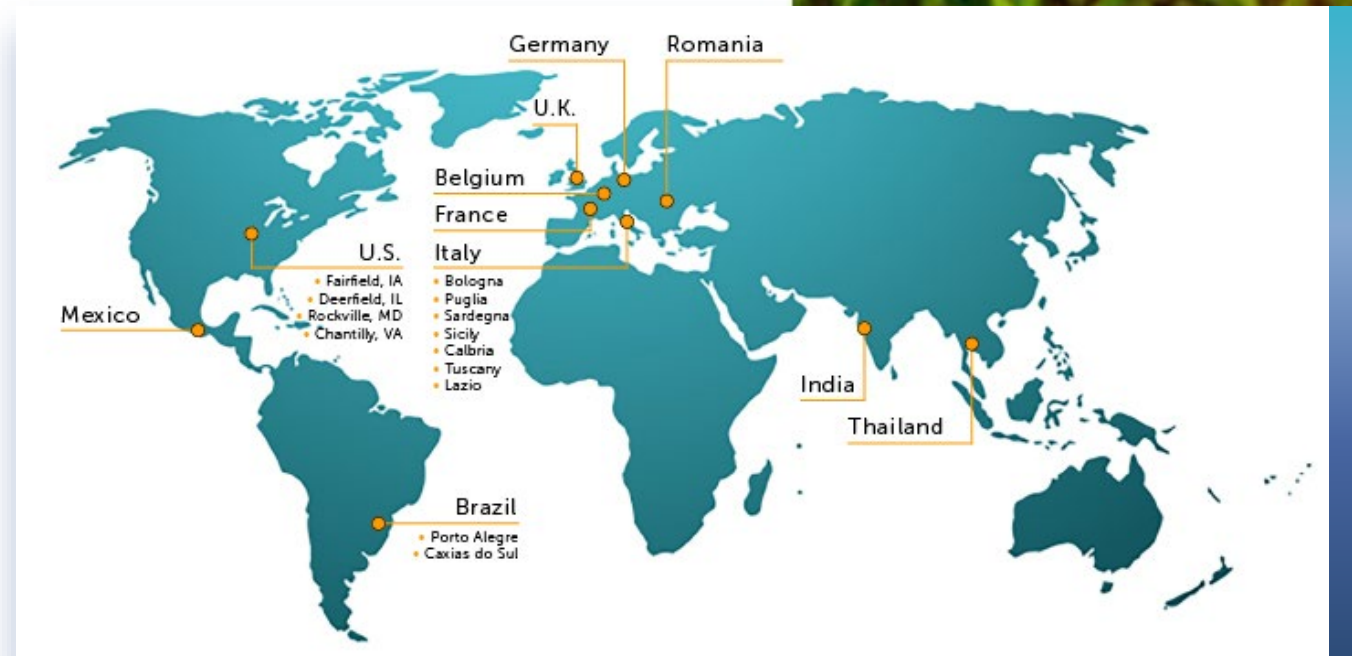 Germany
Romania
U.K.
Belgium
France
U.S.
• Fairfield, IA
• Deerfield, IL
• Rockville, MD
• Chantilly, VA
Italy
• Bologna
• Puglia
• Sardegna
• Sicily
• Calbria
• Tuscany
• Lazio
Mexico
India
Thailand
Brazil
• Porto Alegre
• Caxias do Sul